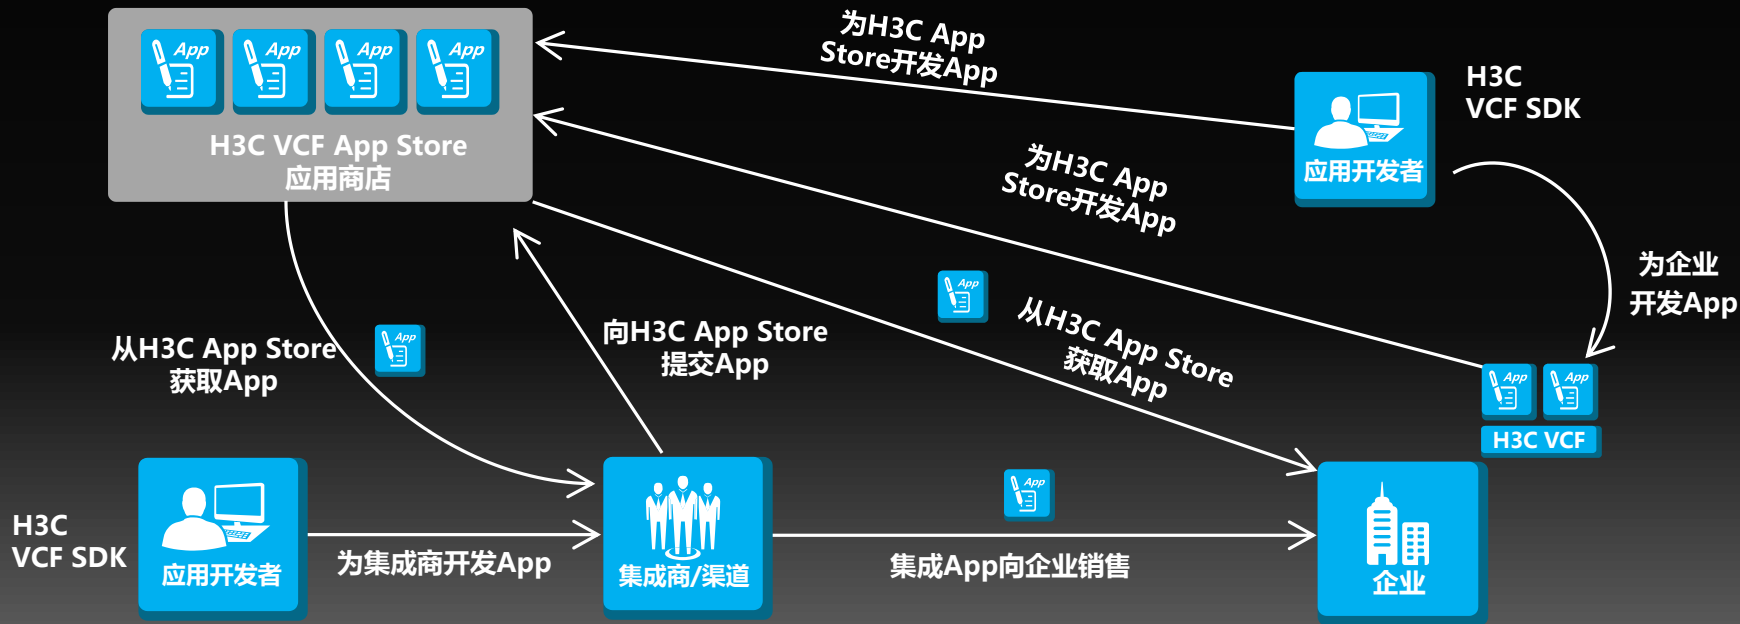 App
App
App
App
H3C VCF App Store
应用商店
为H3C App
Store开发App
H3C
VCF SDK
应用开发者
为H3C App
Store开发App
为企业
开发App
App
从H3C App Store
获取App
App
从H3C App Store
获取App
向H3C App Store
提交App
App
App
H3C VCF
H3C
VCF SDK
应用开发者
为集成商开发App
集成商/渠道
App
集成App向企业销售
企业